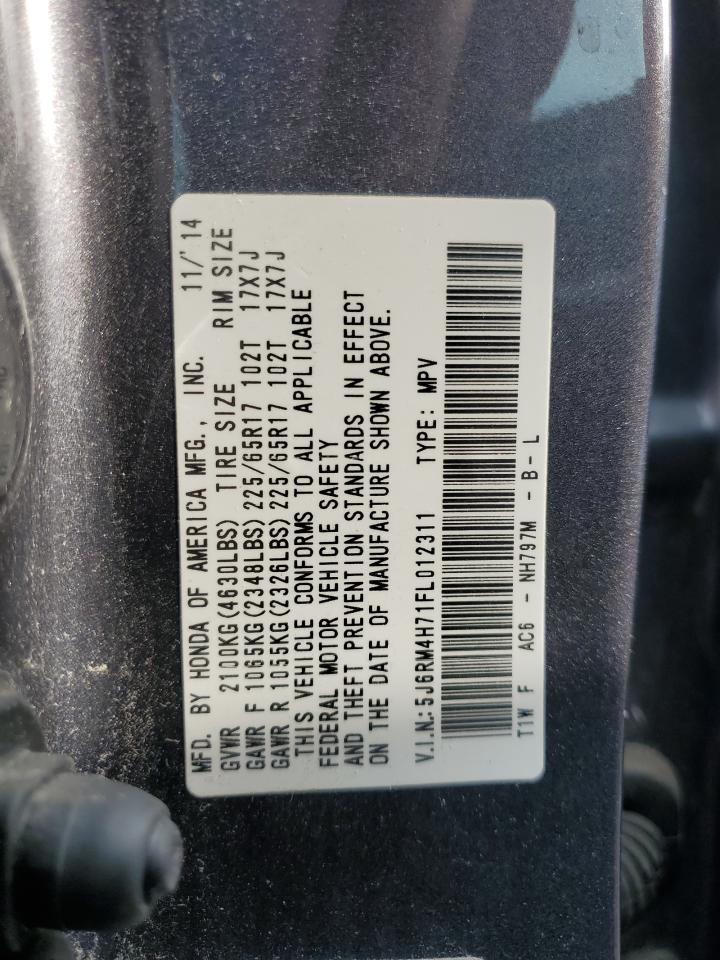 MFD. BY HONDA OF AMERICA MFG., INC. 11/'14
GVWR 2100KG(4630LBS) TIRE SIZE RIM SIZE
GAWR F 1065KG(2348LBS) 225/65R17 102T 17X7J
GAWR R 1055KG(2326LBS) 225/65R17 102T 17X7J
THIS VEHICLE CONFORMS TO ALL APPLICABLE
FEDERAL MOTOR VEHICLE SAFETY
AND THEFT PREVENTION STANDARDS IN EFFECT
ON THE DATE OF MANUFACTURE SHOWN ABOVE.
V.I.N.: 5J6RM4H71FL012311 TYPE: MPV
T1W F AC6 - NH797M - B - L